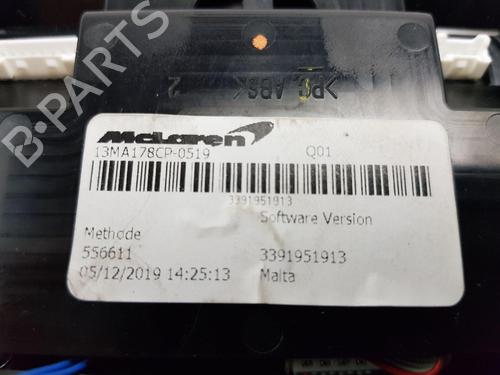 >PC ABS< 2
McLaren
13MA178CP-0519 Q01
3391951913
Software Version
Methode
556611 3391951913
05/12/2019 14:25:13 Malta
B-PARTS